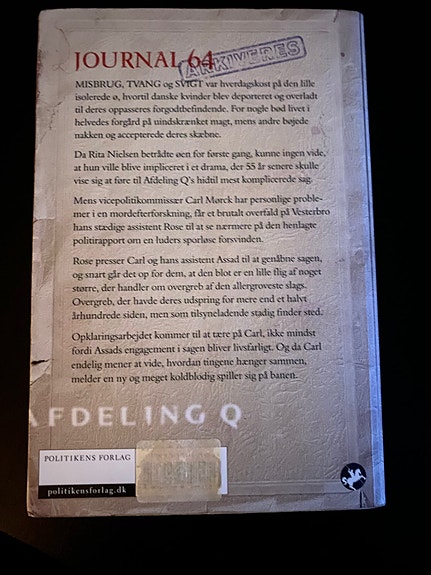 JOURNAL 64
ARKIVERES
MISBRUG, TVANG og SVIGT var hverdagskost på den lille
isolerede ø, hvortil danske kvinder blev deporteret og overladt
til deres oppasseres forgodtbefindende. For nogle bød livet i
helvedes forgård på uindskrænket magt, mens andre bøjede
nakken og accepterede deres skæbne.
Da Rita Nielsen betrådte øen for første gang, kunne ingen vide,
at hun ville blive impliceret i et drama, der 55 år senere skulle
vise sig at føre til Afdeling Q's hidtil mest komplicerede sag.
Mens vicepolitikommissær Carl Mørck har personlige proble-
mer i en mordefterforskning, får et brutalt overfald på Vesterbro
hans stædige assistent Rose til at se nærmere på den henlagte
politirapport om en luders sporløse forsvinden.
Rose presser Carl og hans assistent Assad til at genåbne sagen,
og snart går det op for dem, at den blot er en lille flig af noget
større, der handler om overgreb af den allergroveste slags.
Overgreb, der havde deres udspring for mere end et halvt
århundrede siden, men som tilsyneladende stadig finder sted.
Opklaringsarbejdet kommer til at tære på Carl, ikke mindst
fordi Assads engagement i sagen bliver livsfarligt. Og da Carl
endelig mener at vide, hvordan tingene hænger sammen,
melder en ny og meget koldblodig spiller sig på banen.
AFDELING Q
POLITIKENS FORLAG
politikensforlag.dk